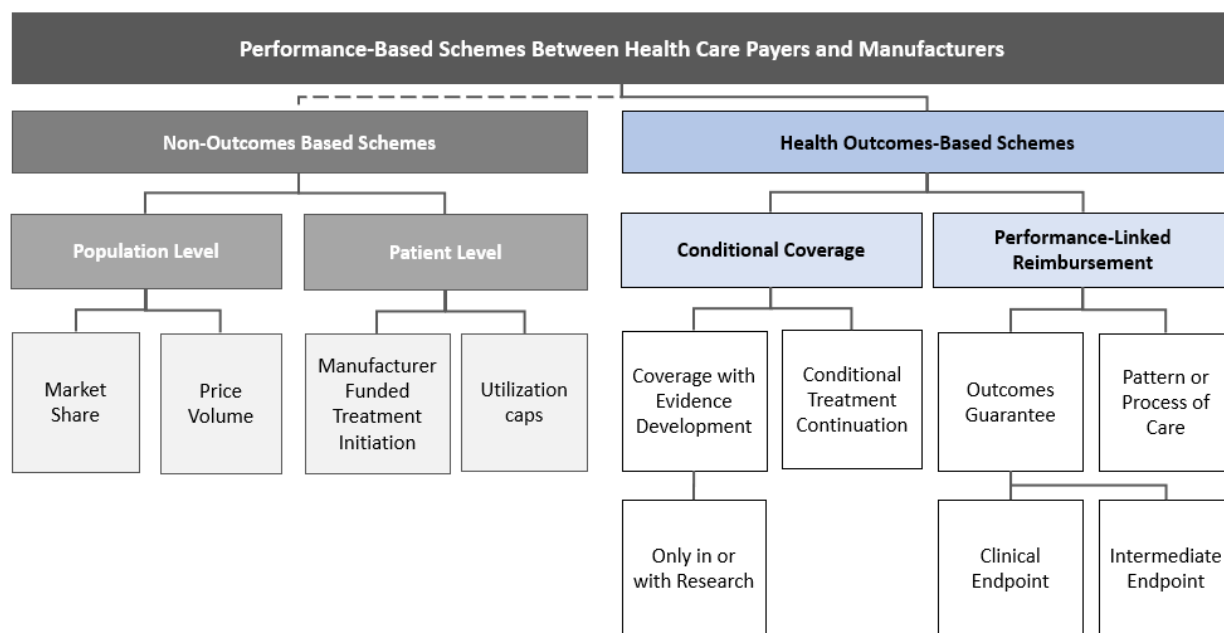 Performance-Based Schemes Between Health Care Payers and Manufacturers
Non-Outcomes Based Schemes
Health Outcomes-Based Schemes
Population Level
Patient Level
Conditional Coverage
Performance-Linked
Reimbursement
Market
Share
Price
Volume
Manufacturer
Funded
Treatment
Initiation
Utilization
caps
Coverage with
Evidence
Development
Conditional
Treatment
Continuation
Outcomes
Guarantee
Pattern or
Process of
Care
Only in or
with Research
Clinical
Endpoint
Intermediate
Endpoint